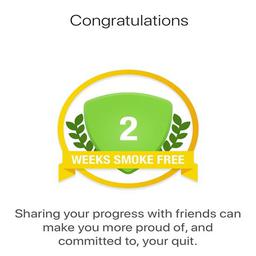 Congratulations
2
WEEKS SMOKE FREE
Sharing your progress with friends can
make you more proud of, and
committed to, your quit.